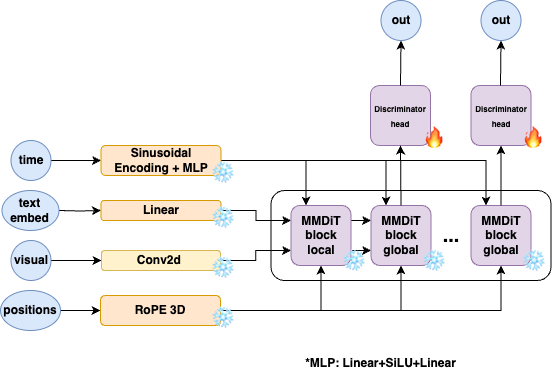 out
out
Discriminator
head
Discriminator
head
time
Sinusoidal
Encoding + MLP
text
embed
Linear
MMDiT
block
local
MMDiT
block
global
...
MMDiT
block
global
visual
Conv2d
positions
RoPE 3D
*MLP: Linear+SiLU+Linear